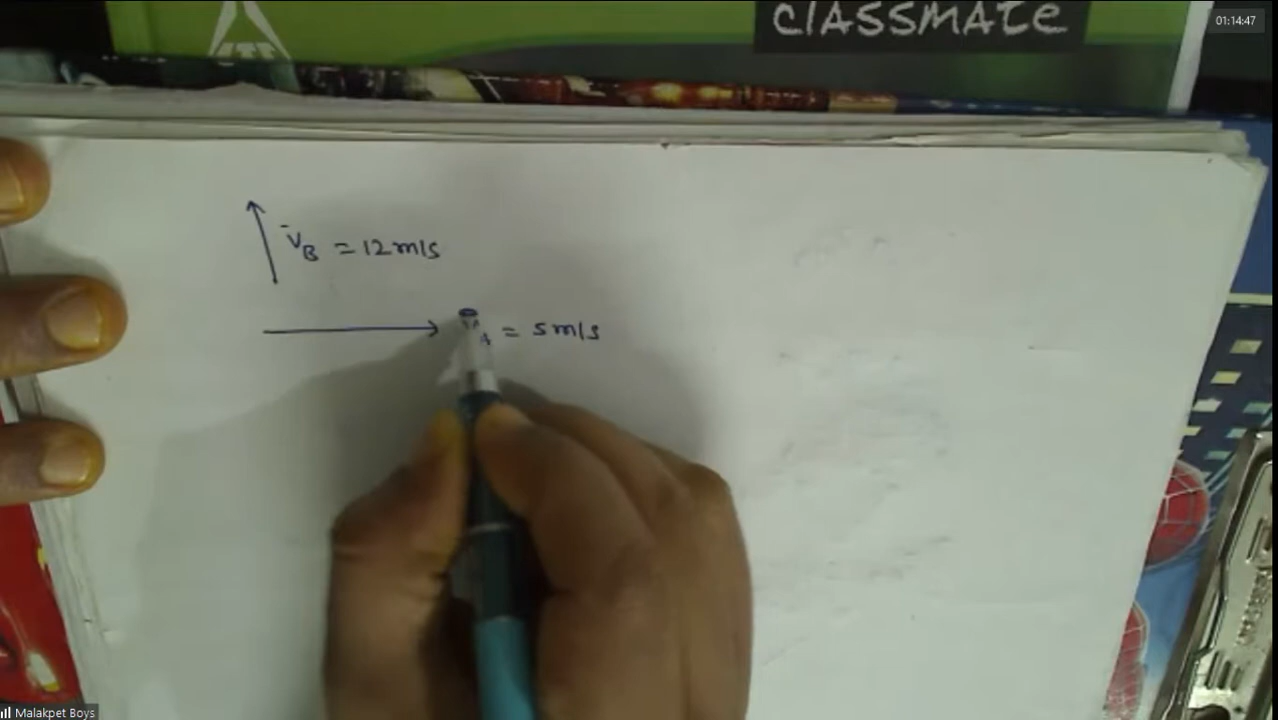 CLASSMATE
01:14:47
V̄B = 12 m/s
= 5 m/s
Malakpet Boys